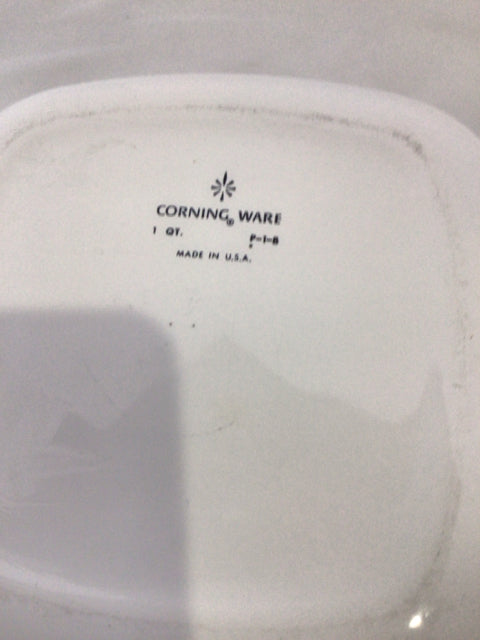 CORNING® WARE
1 QT. P-1-B
MADE IN U.S.A.